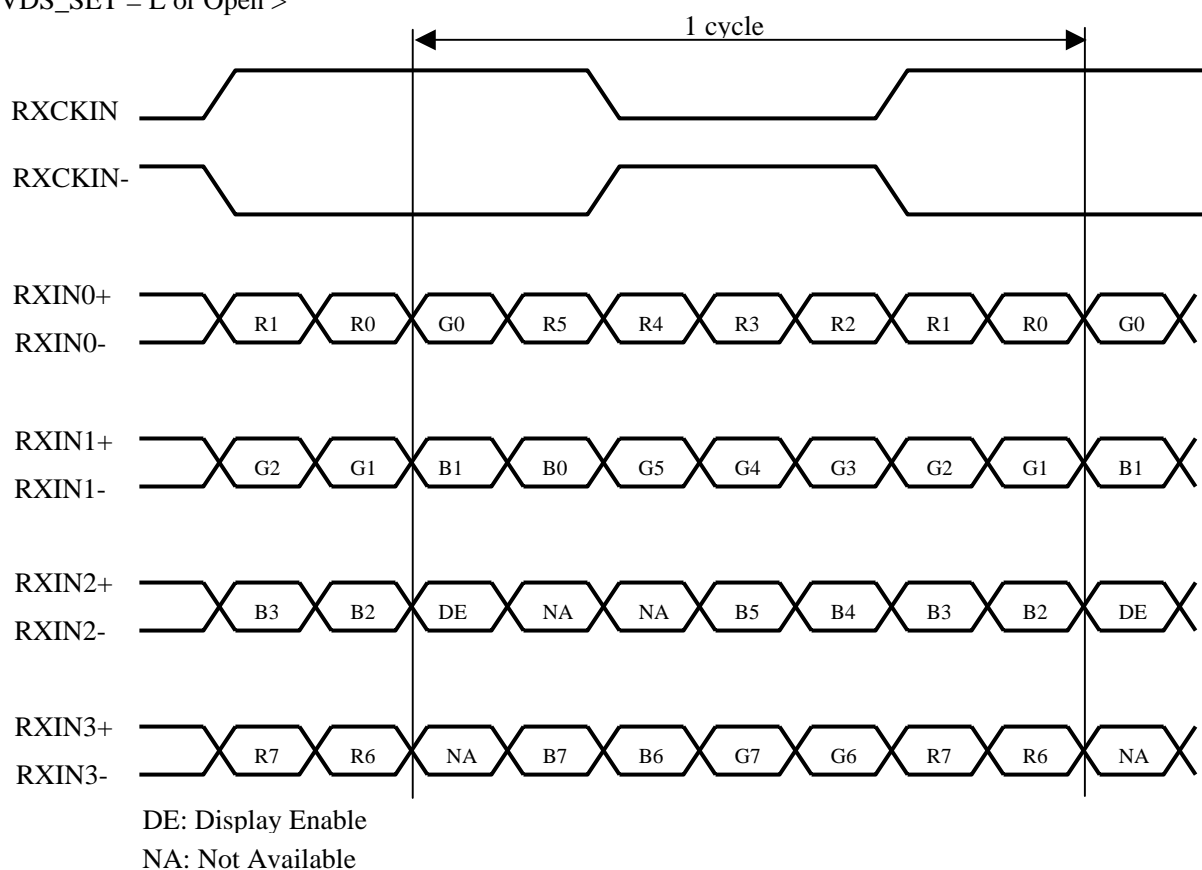 VDS_SET = L or Open >
1 cycle
RXCKIN
RXCKIN-
RXIN0+
R1 R0 G0 R5 R4 R3 R2 R1 R0 G0
RXIN0-
RXIN1+
G2 G1 B1 B0 G5 G4 G3 G2 G1 B1
RXIN1-
RXIN2+
B3 B2 DE NA NA B5 B4 B3 B2 DE
RXIN2-
RXIN3+
R7 R6 NA B7 B6 G7 G6 R7 R6 NA
RXIN3-
DE: Display Enable
NA: Not Available